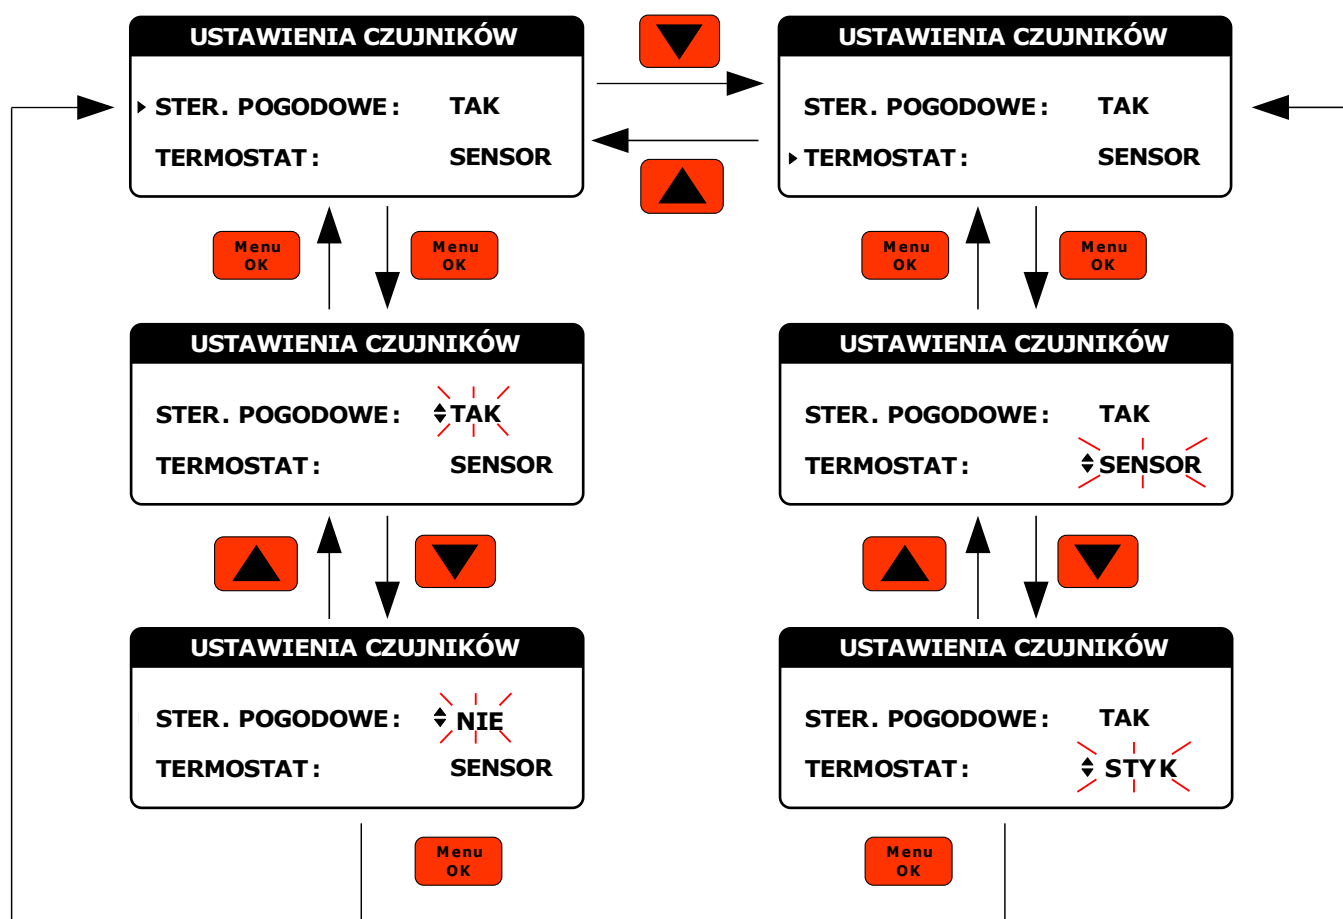 USTAWIENIA CZUJNIKÓW
STER. POGODOWE: TAK
TERMOSTAT: SENSOR
USTAWIENIA CZUJNIKÓW
STER. POGODOWE: TAK
TERMOSTAT: SENSOR
Menu
OK
Menu
OK
Menu
OK
Menu
OK
USTAWIENIA CZUJNIKÓW
STER. POGODOWE: TAK
TERMOSTAT: SENSOR
USTAWIENIA CZUJNIKÓW
STER. POGODOWE: TAK
TERMOSTAT: SENSOR
USTAWIENIA CZUJNIKÓW
STER. POGODOWE: NIE
TERMOSTAT: SENSOR
USTAWIENIA CZUJNIKÓW
STER. POGODOWE: TAK
TERMOSTAT: STYK
Menu
OK
Menu
OK